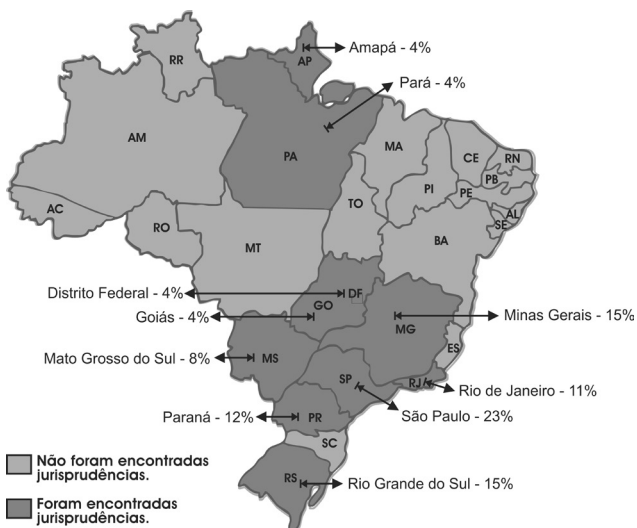 Amapá - 4%
AP
RR
Pará - 4%
AM
PA
MA
CE
RN
PB
PI
PE
AL
SE
AC
TO
RO
BA
MT
Distrito Federal - 4%
DF
GO
Goiás - 4%
Minas Gerais - 15%
MG
ES
Mato Grosso do Sul - 8%
MS
SP
RJ
Rio de Janeiro - 11%
São Paulo - 23%
Paraná - 12%
PR
SC
Não foram encontradas
jurisprudências.
RS
Rio Grande do Sul - 15%
Foram encontradas
jurisprudências.